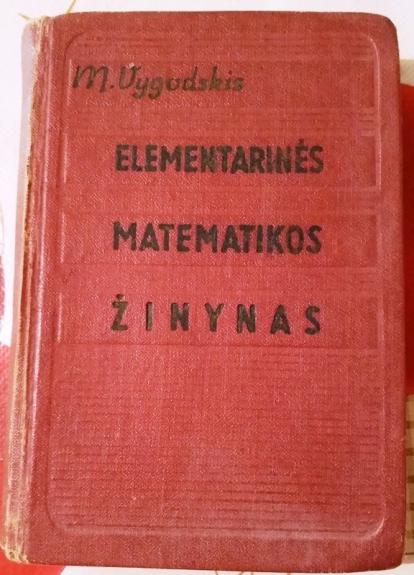 M. Vygodskis
ELEMENTARINĖS
MATEMATIKOS
ŽINYNAS